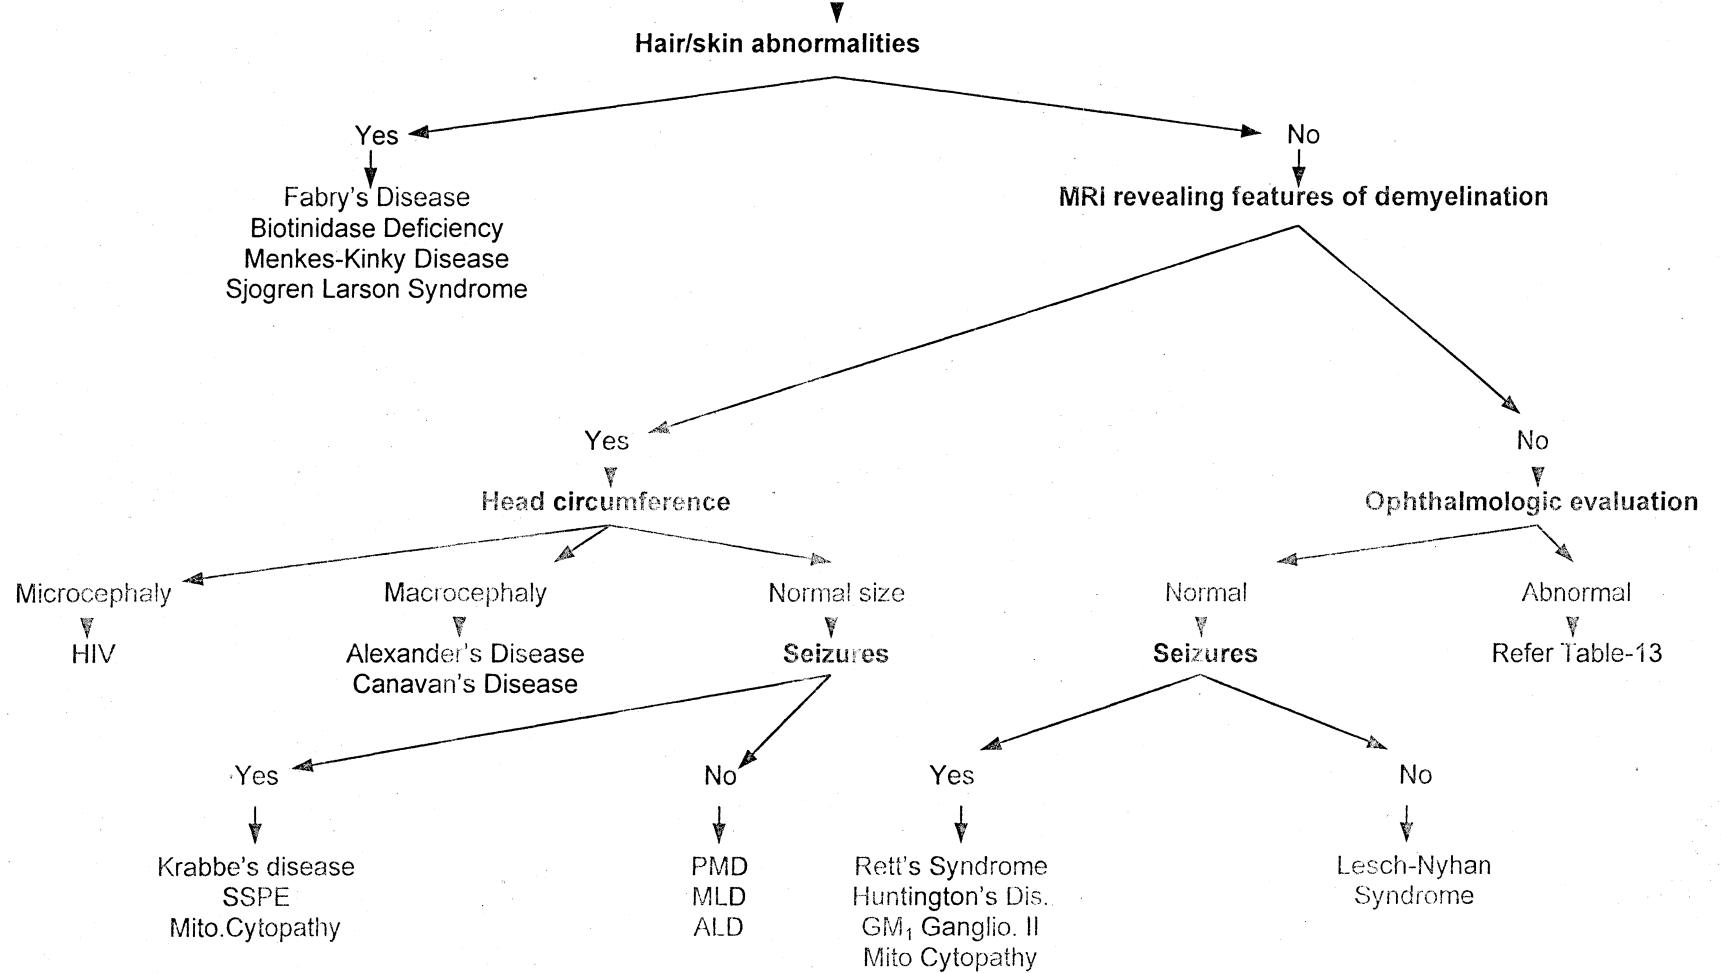 Hair/skin abnormalities
Yes
No
Fabry's Disease
Biotinidase Deficiency
Menkes-Kinky Disease
Sjogren Larson Syndrome
MRI revealing features of demyelination
Yes
No
Head circumference
Ophthalmologic evaluation
Microcephaly
Macrocephaly
Normal size
Normal
Abnormal
HIV
Alexander's Disease
Canavan's Disease
Seizures
Seizures
Refer Table-13
Yes
No
Yes
No
Krabbe's disease
SSPE
Mito.Cytopathy
PMD
MLD
ALD
Rett's Syndrome
Huntington's Dis.
GM₁ Ganglio. II
Mito Cytopathy
Lesch-Nyhan
Syndrome